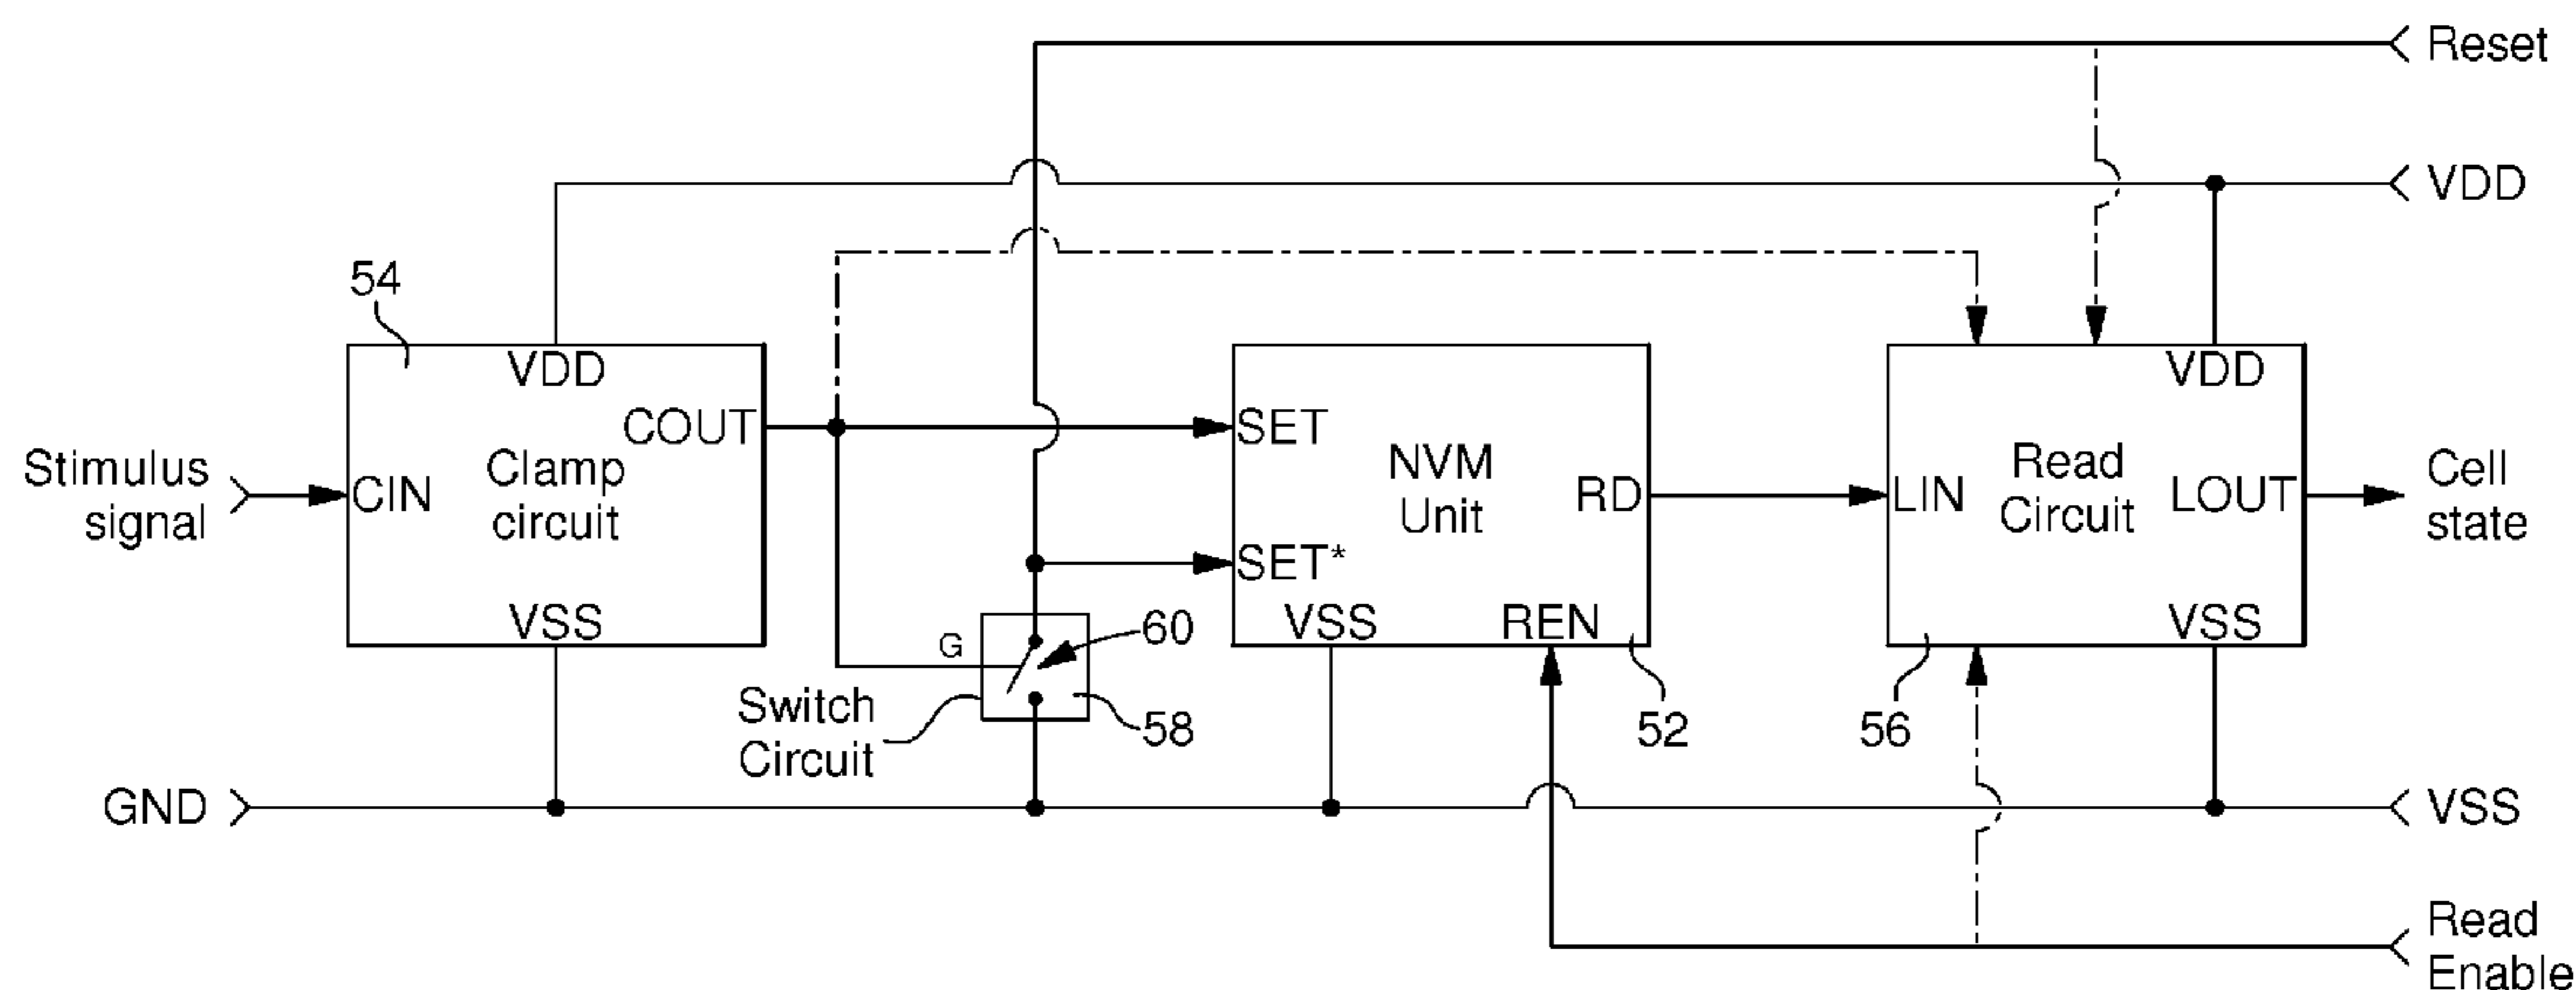 Reset
VDD
54
VDD
COUT
Clamp
circuit
CIN
VSS
Stimulus
signal
SET
NVM
Unit
RD
SET*
VSS
REN
VDD
LIN
Read
Circuit
LOUT
VSS
Cell
state
G
60
58
Switch
Circuit
52
56
GND
VSS
Read
Enable